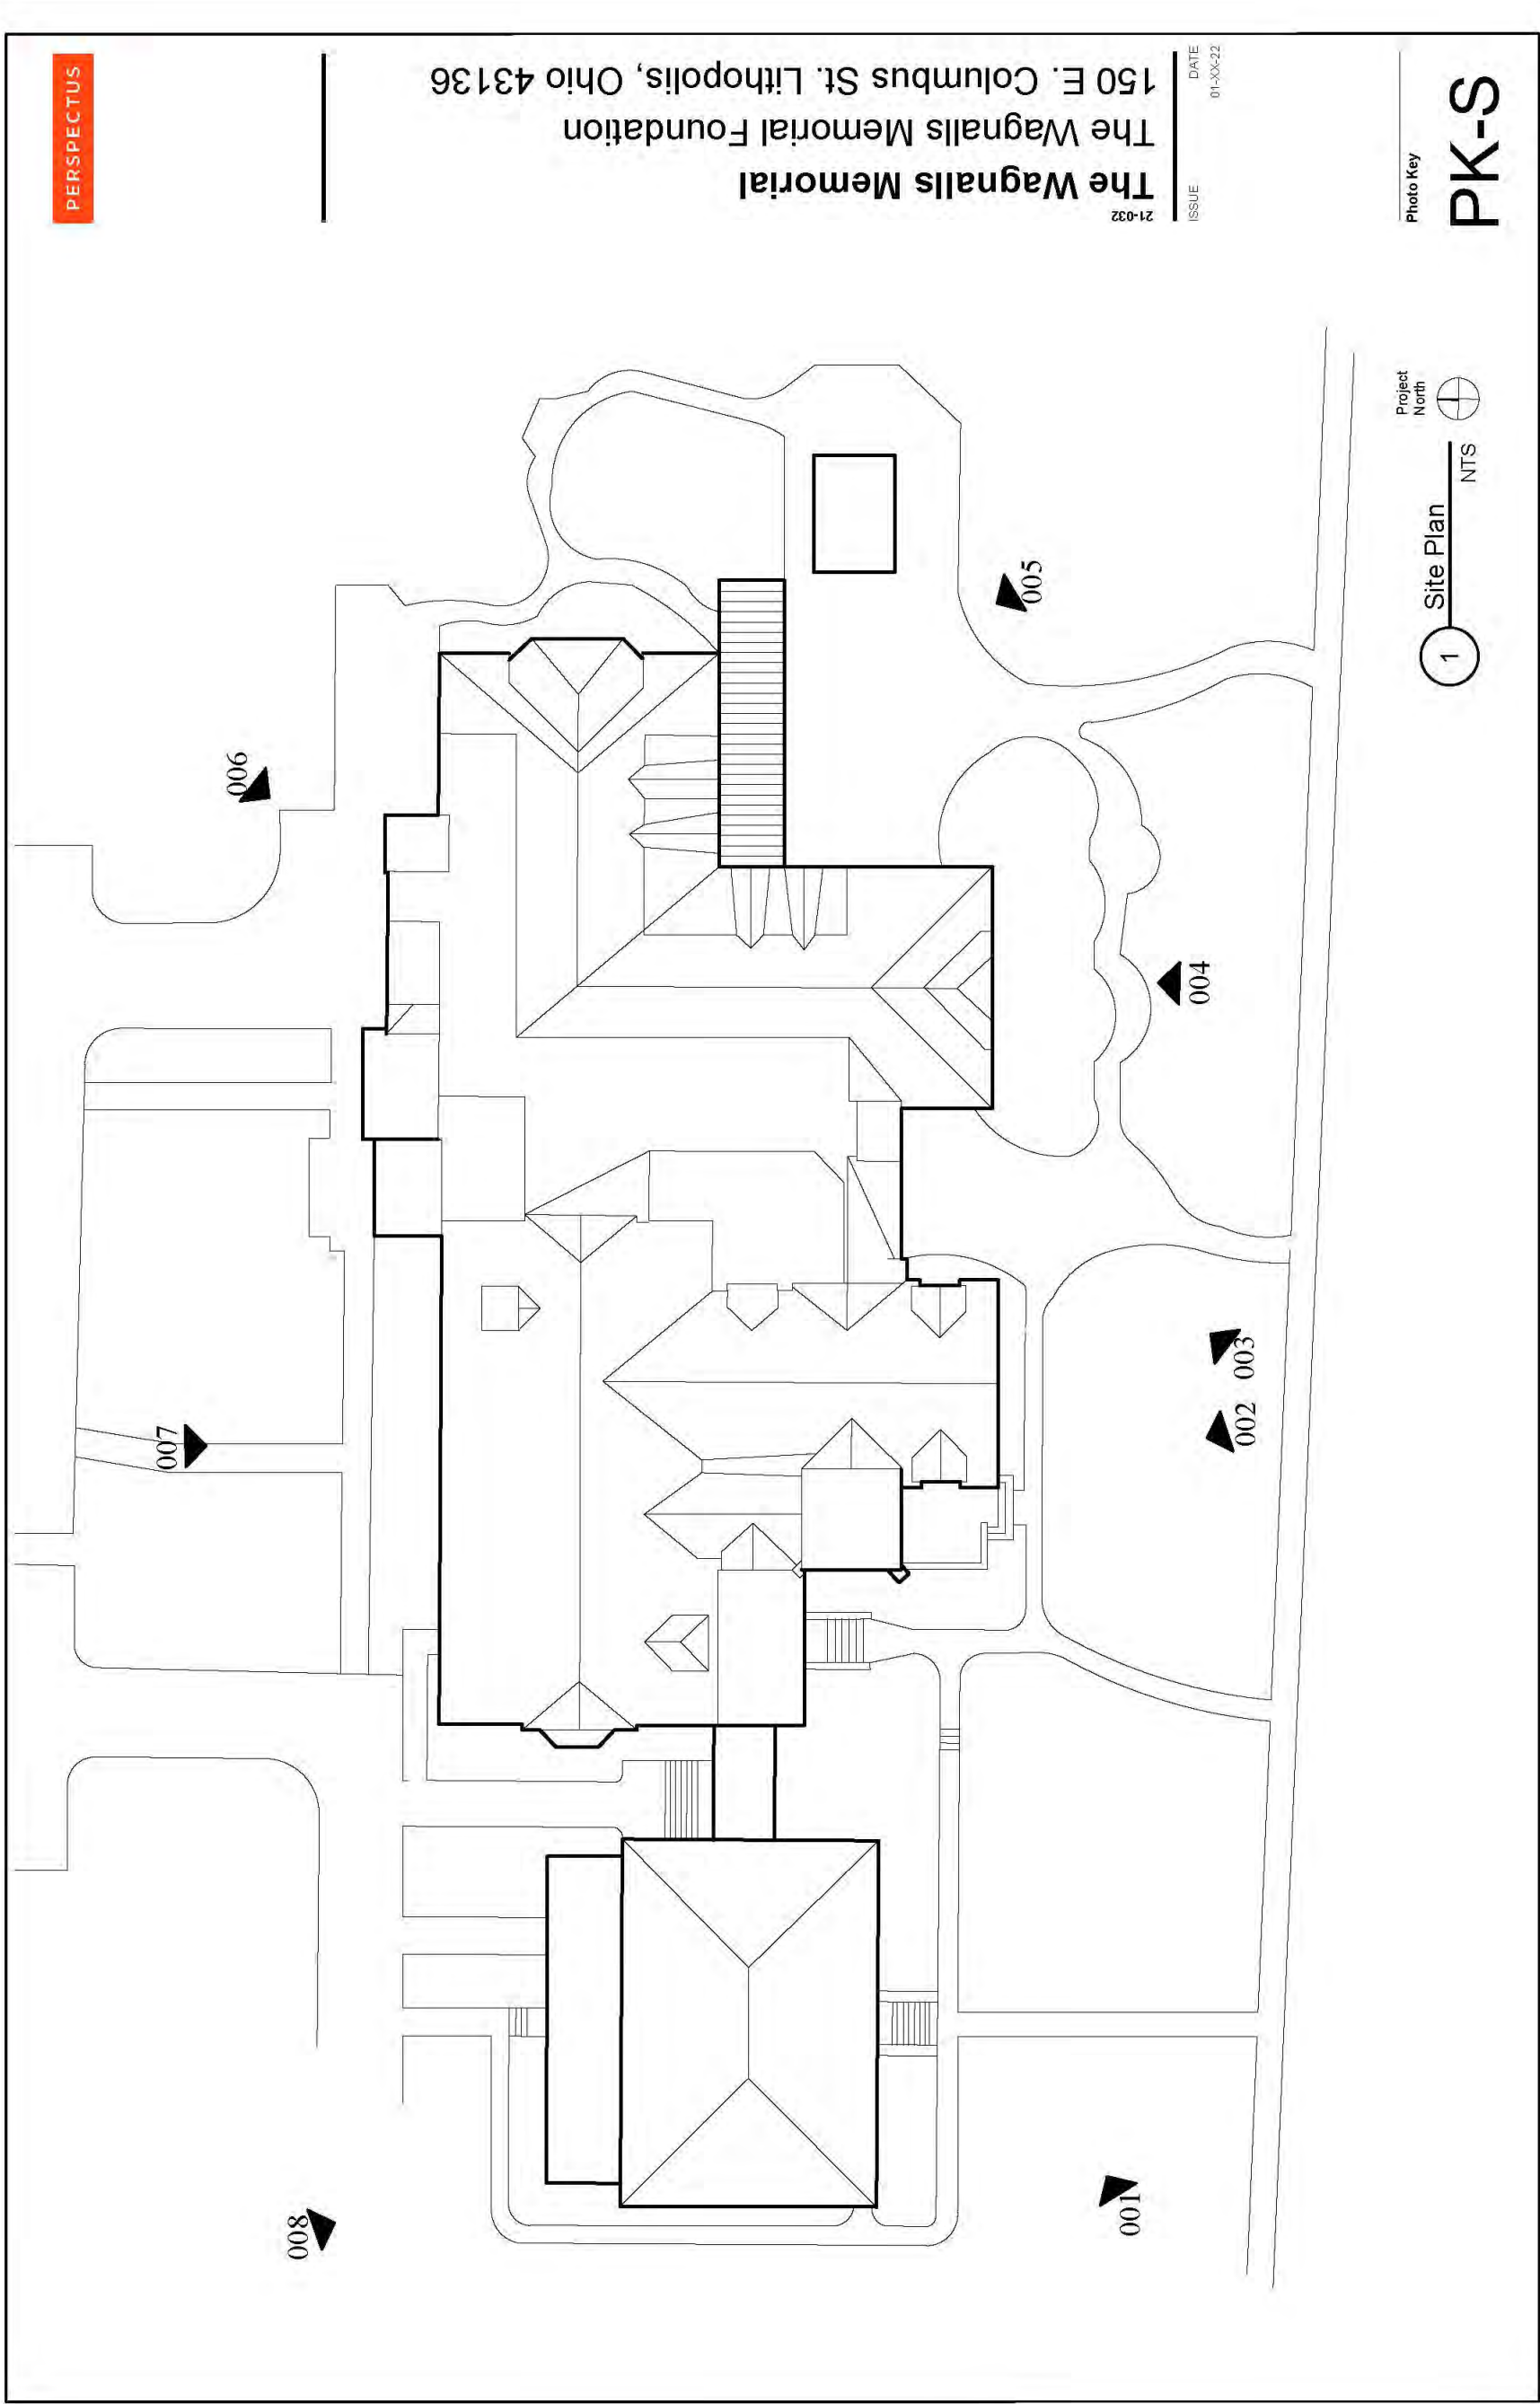 PERSPECTUS
21-032
The Wagnalls Memorial
The Wagnalls Memorial Foundation
150 E. Columbus St. Lithopolis, Ohio 43136
ISSUE DATE
01-XX-22
Photo Key
PK-S
006
005
007
004
003
002
008
001
Project
North
1 Site Plan
NTS